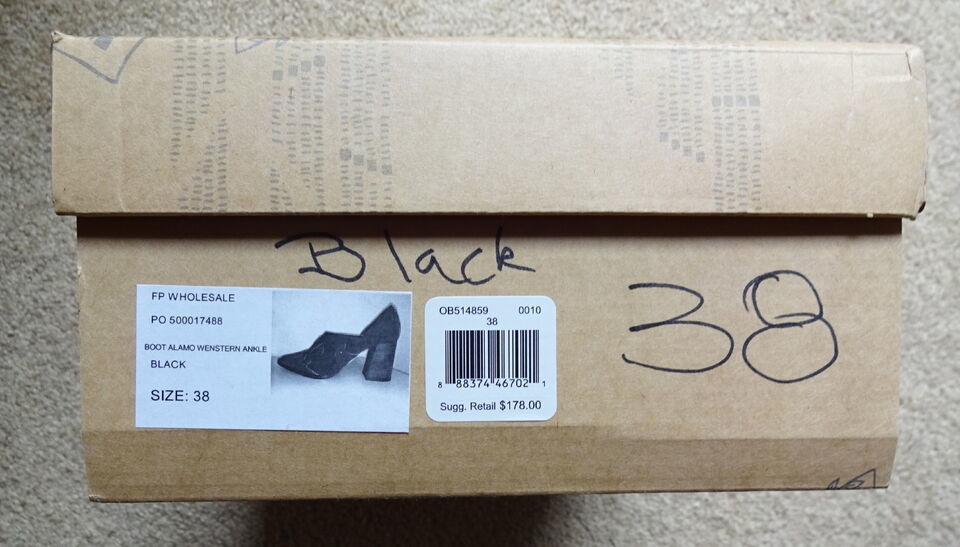 Black
38
FP WHOLESALE
PO 500017488
BOOT ALAMO WENSTERN ANKLE
BLACK
SIZE: 38
OB514859 0010
38
8 88374 46702 1
Sugg. Retail $178.00